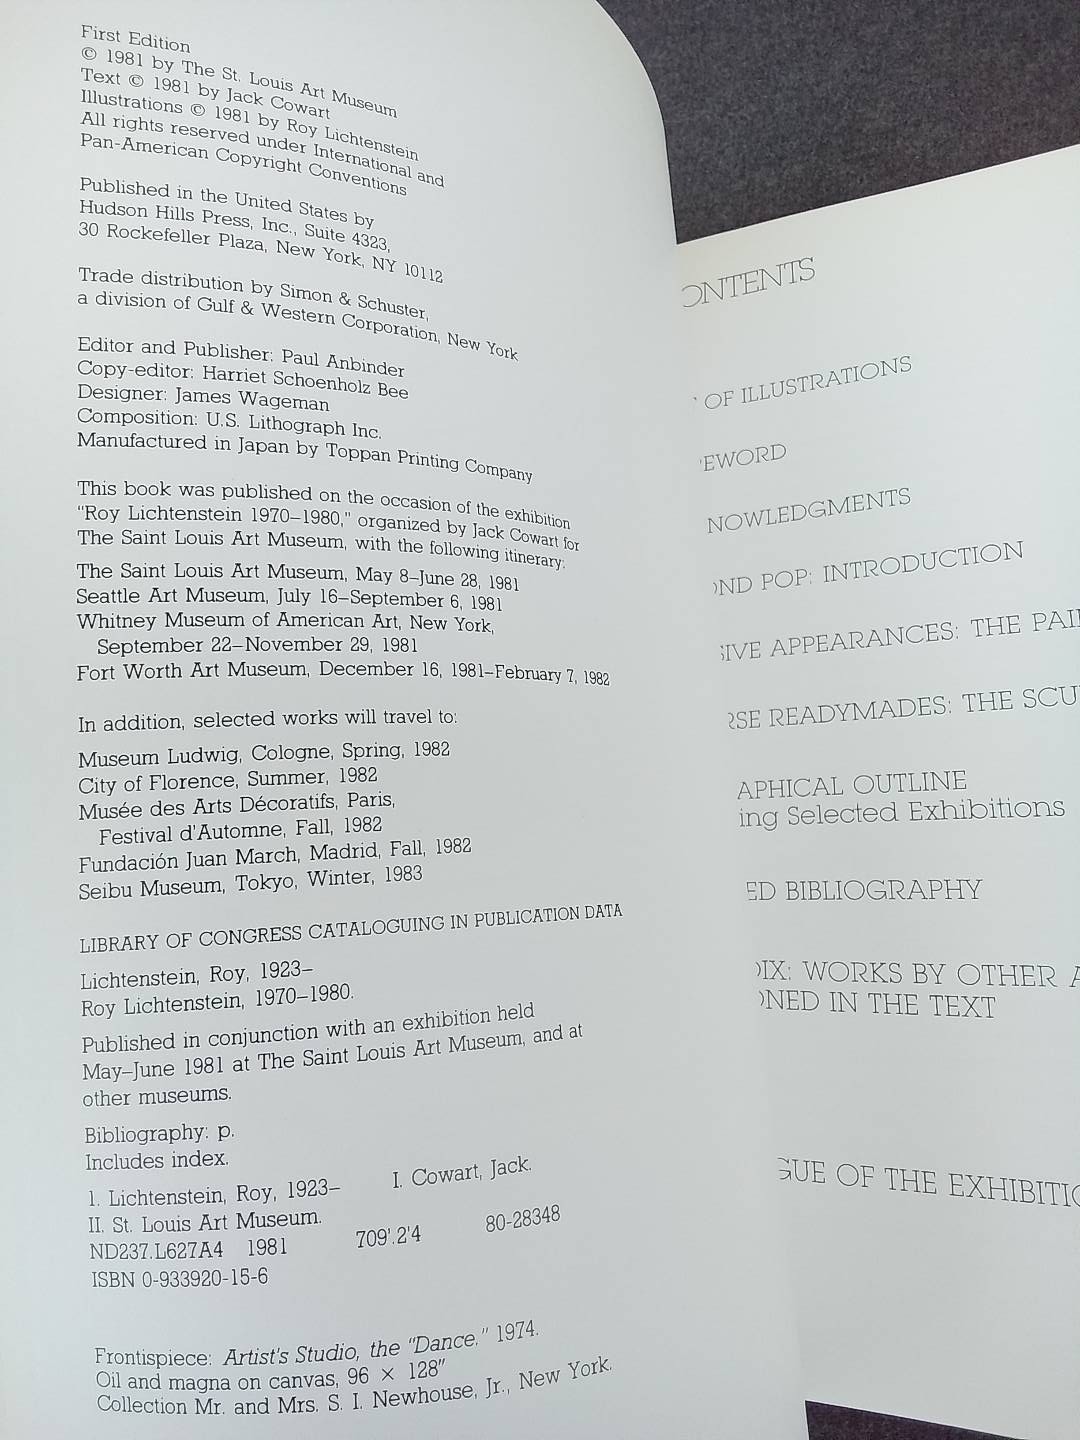 First Edition
© 1981 by The St. Louis Art Museum
Text © 1981 by Jack Cowart
Illustrations © 1981 by Roy Lichtenstein
All rights reserved under International and
Pan-American Copyright Conventions
Published in the United States by
Hudson Hills Press, Inc., Suite 4323,
30 Rockefeller Plaza, New York, NY 10112
Trade distribution by Simon & Schuster,
a division of Gulf & Western Corporation, New York
Editor and Publisher: Paul Anbinder
Copy-editor: Harriet Schoenholz Bee
Designer: James Wageman
Composition: U.S. Lithograph Inc.
Manufactured in Japan by Toppan Printing Company
This book was published on the occasion of the exhibition
"Roy Lichtenstein 1970–1980," organized by Jack Cowart for
The Saint Louis Art Museum, with the following itinerary:
The Saint Louis Art Museum, May 8–June 28, 1981
Seattle Art Museum, July 16–September 6, 1981
Whitney Museum of American Art, New York,
September 22–November 29, 1981
Fort Worth Art Museum, December 16, 1981–February 7, 1982
In addition, selected works will travel to:
Museum Ludwig, Cologne, Spring, 1982
City of Florence, Summer, 1982
Musée des Arts Décoratifs, Paris,
Festival d'Automne, Fall, 1982
Fundación Juan March, Madrid, Fall, 1982
Seibu Museum, Tokyo, Winter, 1983
LIBRARY OF CONGRESS CATALOGUING IN PUBLICATION DATA
Lichtenstein, Roy, 1923–
Roy Lichtenstein, 1970–1980.
Published in conjunction with an exhibition held
May–June 1981 at The Saint Louis Art Museum, and at
other museums.
Bibliography: p.
Includes index.
1. Lichtenstein, Roy, 1923– I. Cowart, Jack.
II. St. Louis Art Museum.
ND237.L627A4 1981 709'.2'4 80-28348
ISBN 0-933920-15-6
Frontispiece: Artist's Studio, the "Dance." 1974.
Oil and magna on canvas, 96 × 128"
Collection Mr. and Mrs. S. I. Newhouse, Jr., New York.
ONTENTS
OF ILLUSTRATIONS
EWORD
NOWLEDGMENTS
OND POP: INTRODUCTION
SIVE APPEARANCES: THE PAI
RSE READYMADES: THE SCU
APHICAL OUTLINE
ing Selected Exhibitions
ED BIBLIOGRAPHY
DIX: WORKS BY OTHER A
ONED IN THE TEXT
GUE OF THE EXHIBITIO